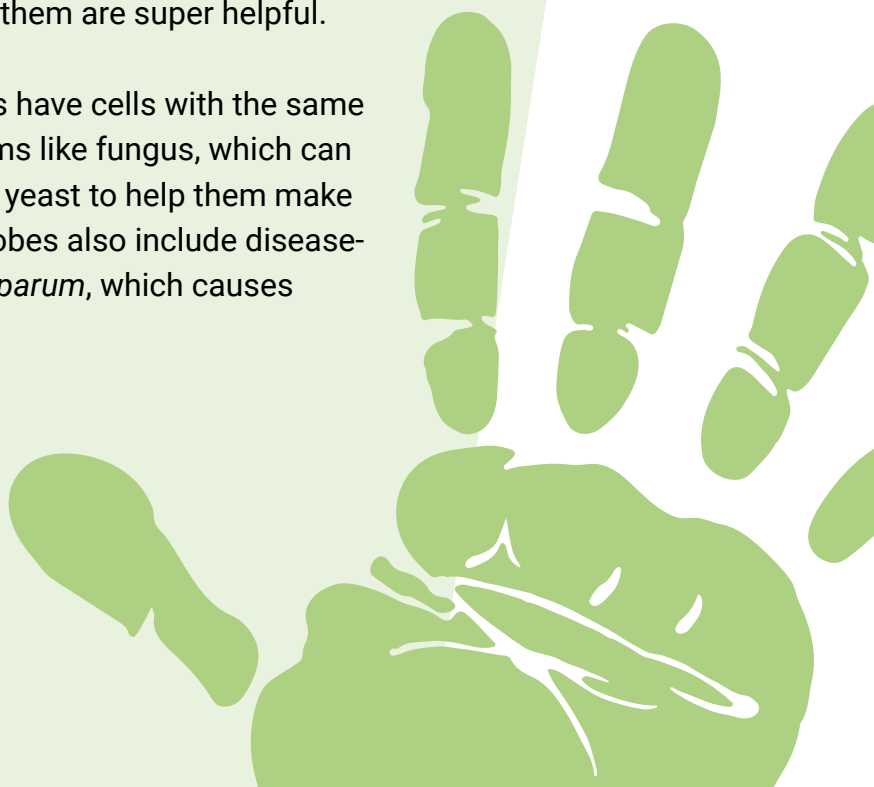 them are super helpful.
s have cells with the same
ms like fungus, which can
yeast to help them make
obes also include disease-
parum, which causes